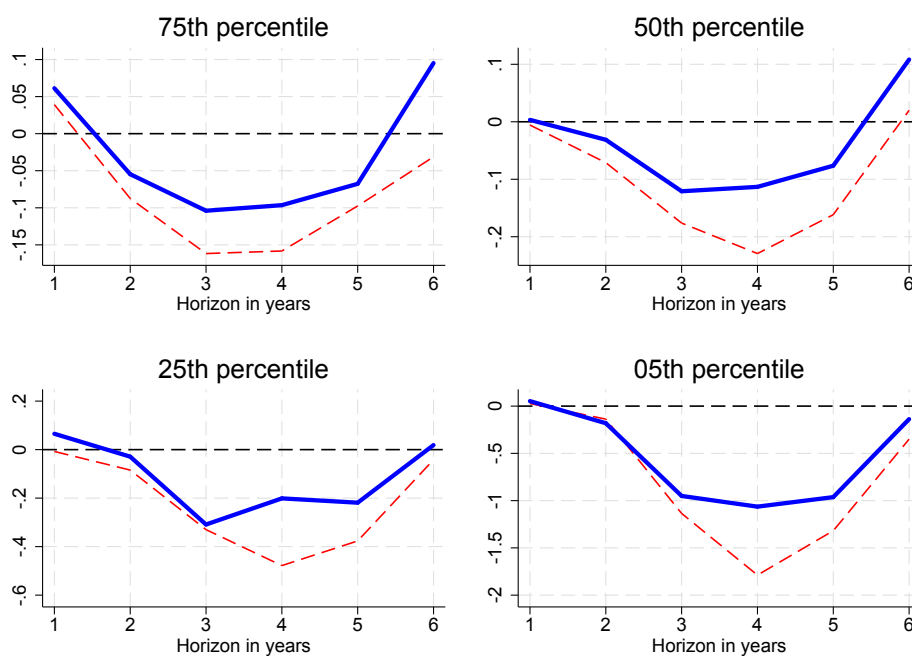 75th percentile
.1
.05
0
-.05
-.1
-.15
1 2 3 4 5 6
Horizon in years
50th percentile
.1
0
-.1
-.2
1 2 3 4 5 6
Horizon in years
25th percentile
.2
0
-.2
-.4
-.6
1 2 3 4 5 6
Horizon in years
05th percentile
0
-.5
-1
-1.5
-2
1 2 3 4 5 6
Horizon in years